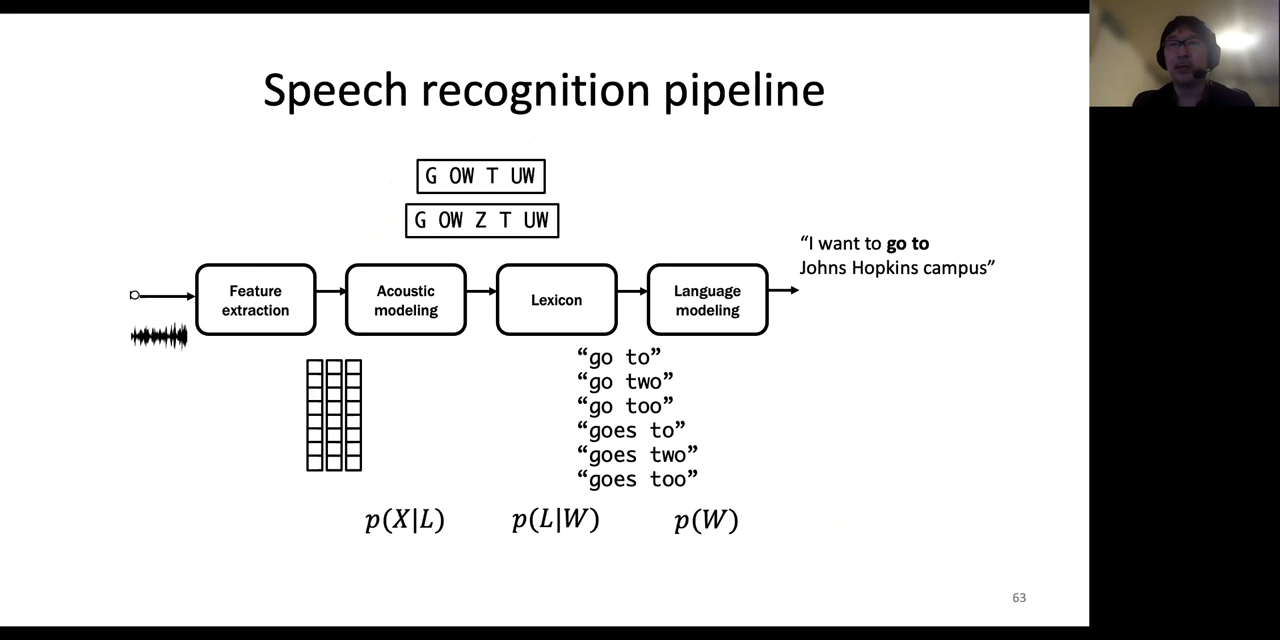 Speech recognition pipeline
G OW T UW
G OW Z T UW
“I want to go to
Johns Hopkins campus”
Feature
extraction
Acoustic
modeling
Lexicon
Language
modeling
“go to”
“go two”
“go too”
“goes to”
“goes two”
“goes too”
p(X|L)
p(L|W)
p(W)
63